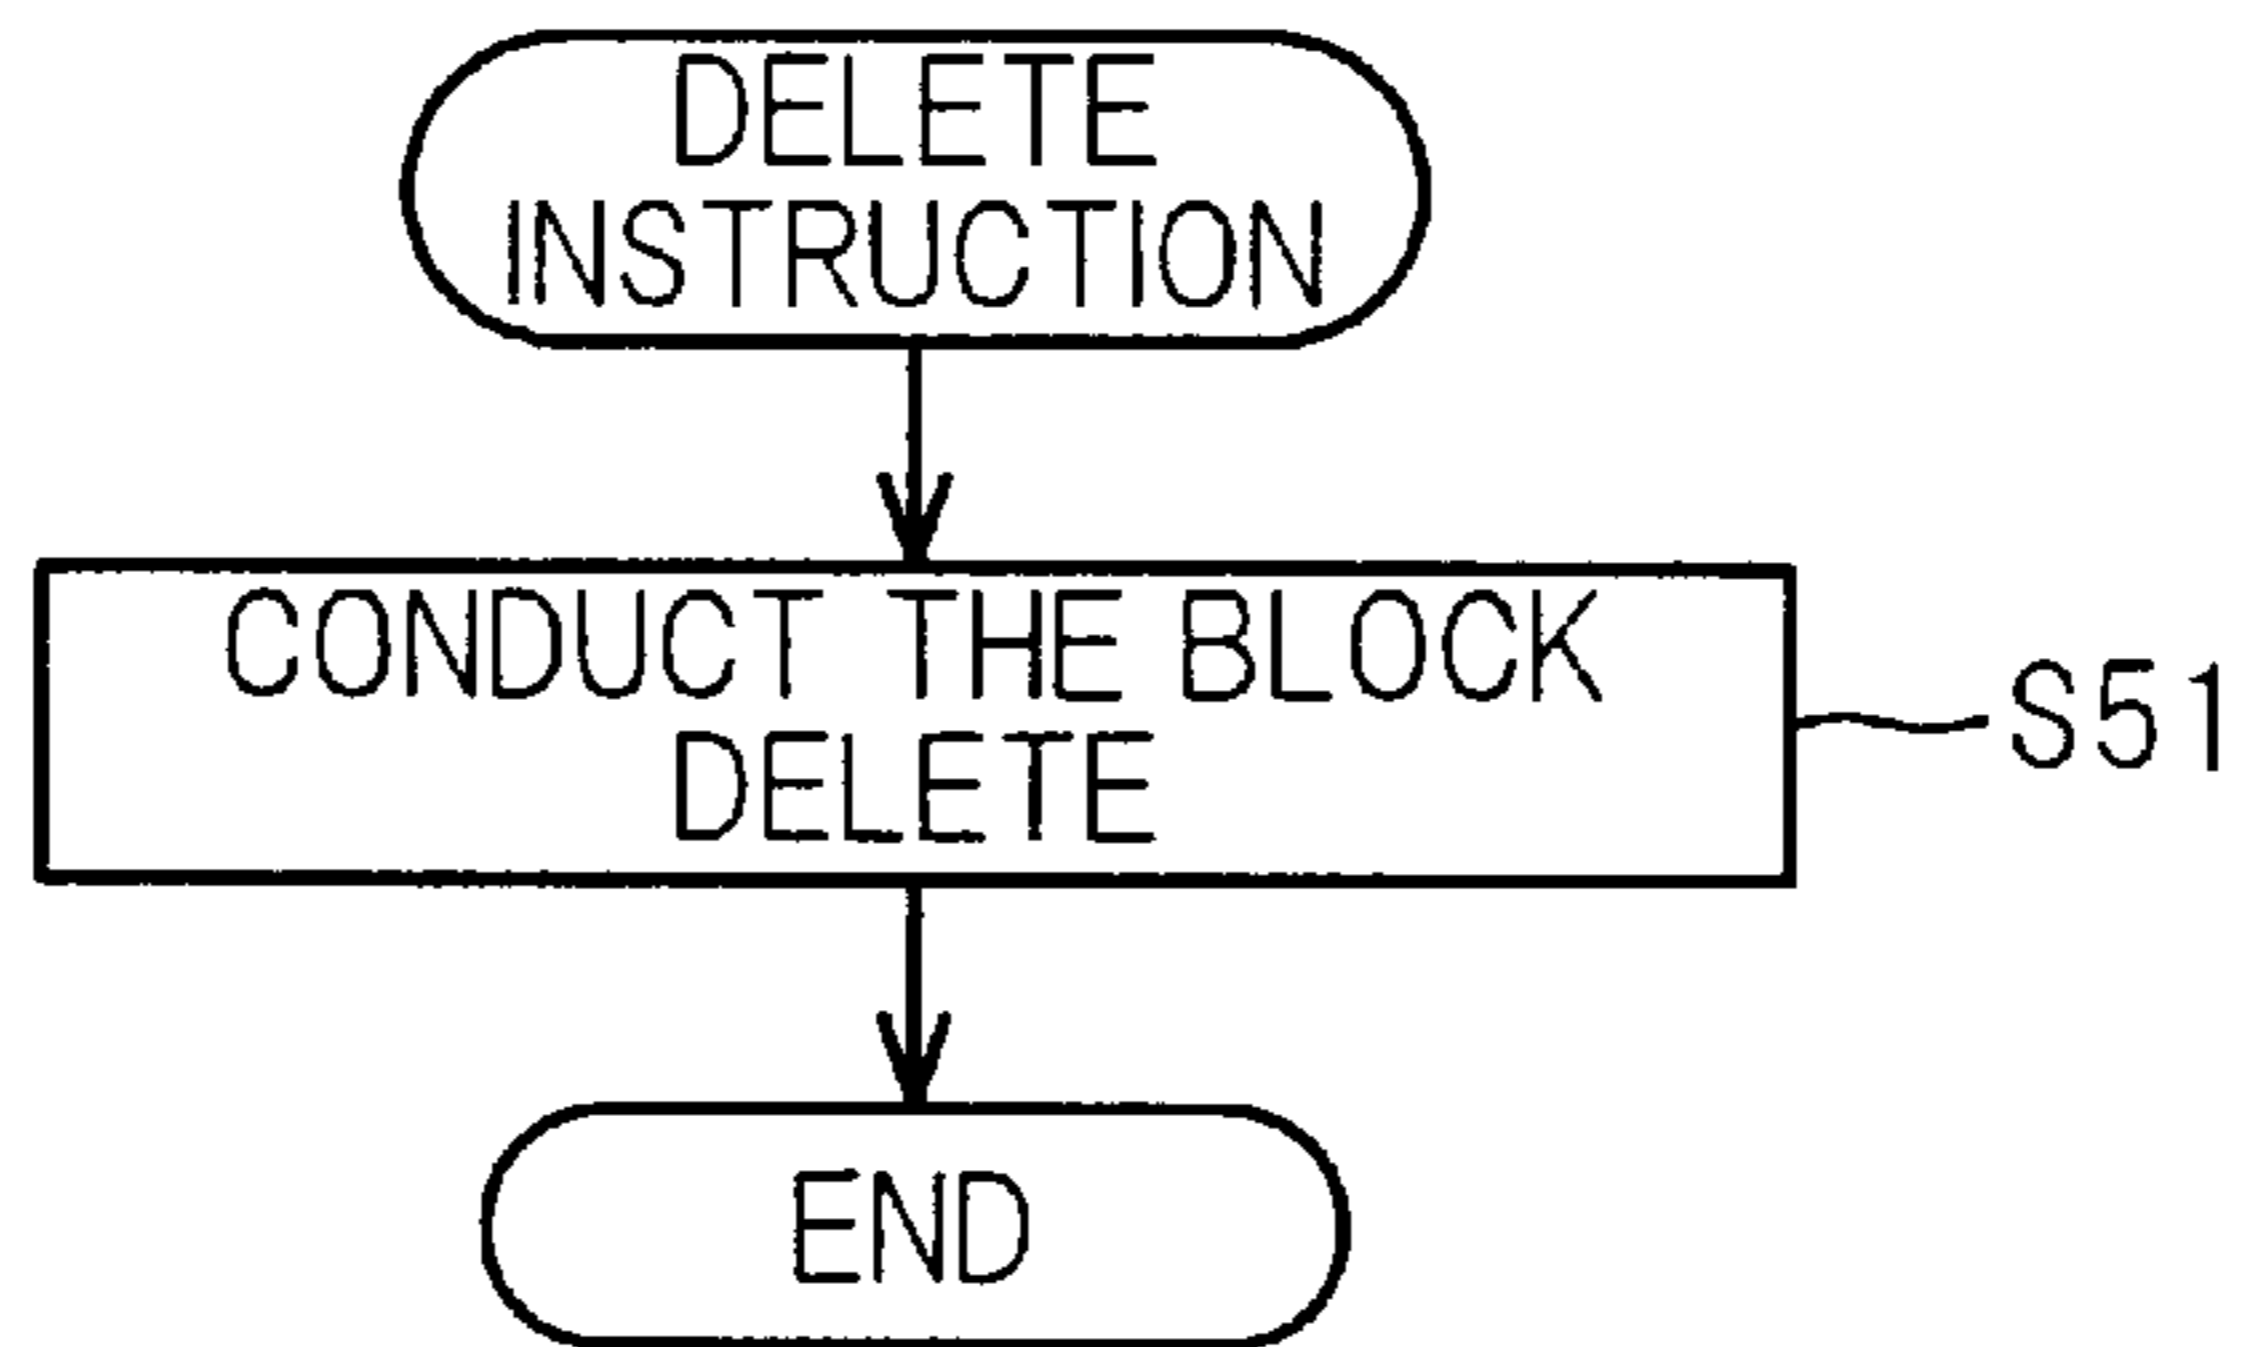 DELETE
INSTRUCTION
CONDUCT THE BLOCK
DELETE
S51
END